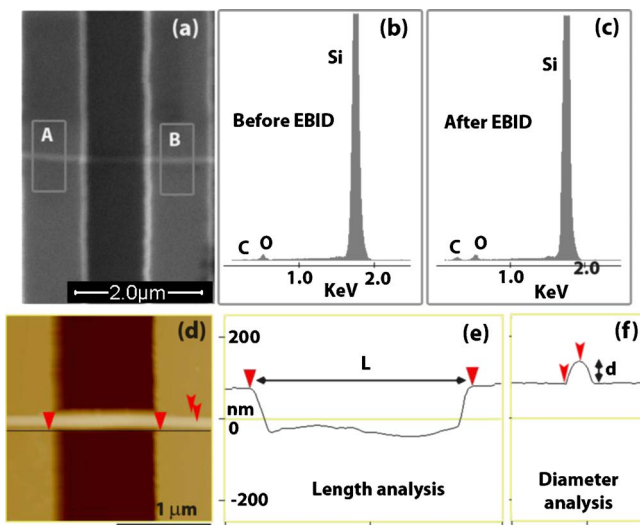 (a)
A
B
2.0µm
(b)
Si
Before EBID
C
O
1.0
2.0
KeV
(c)
Si
After EBID
C
O
1.0
2.0
KeV
(d)
1 µm
200
(e)
L
nm
0
-200
Length analysis
(f)
d
Diameter
analysis